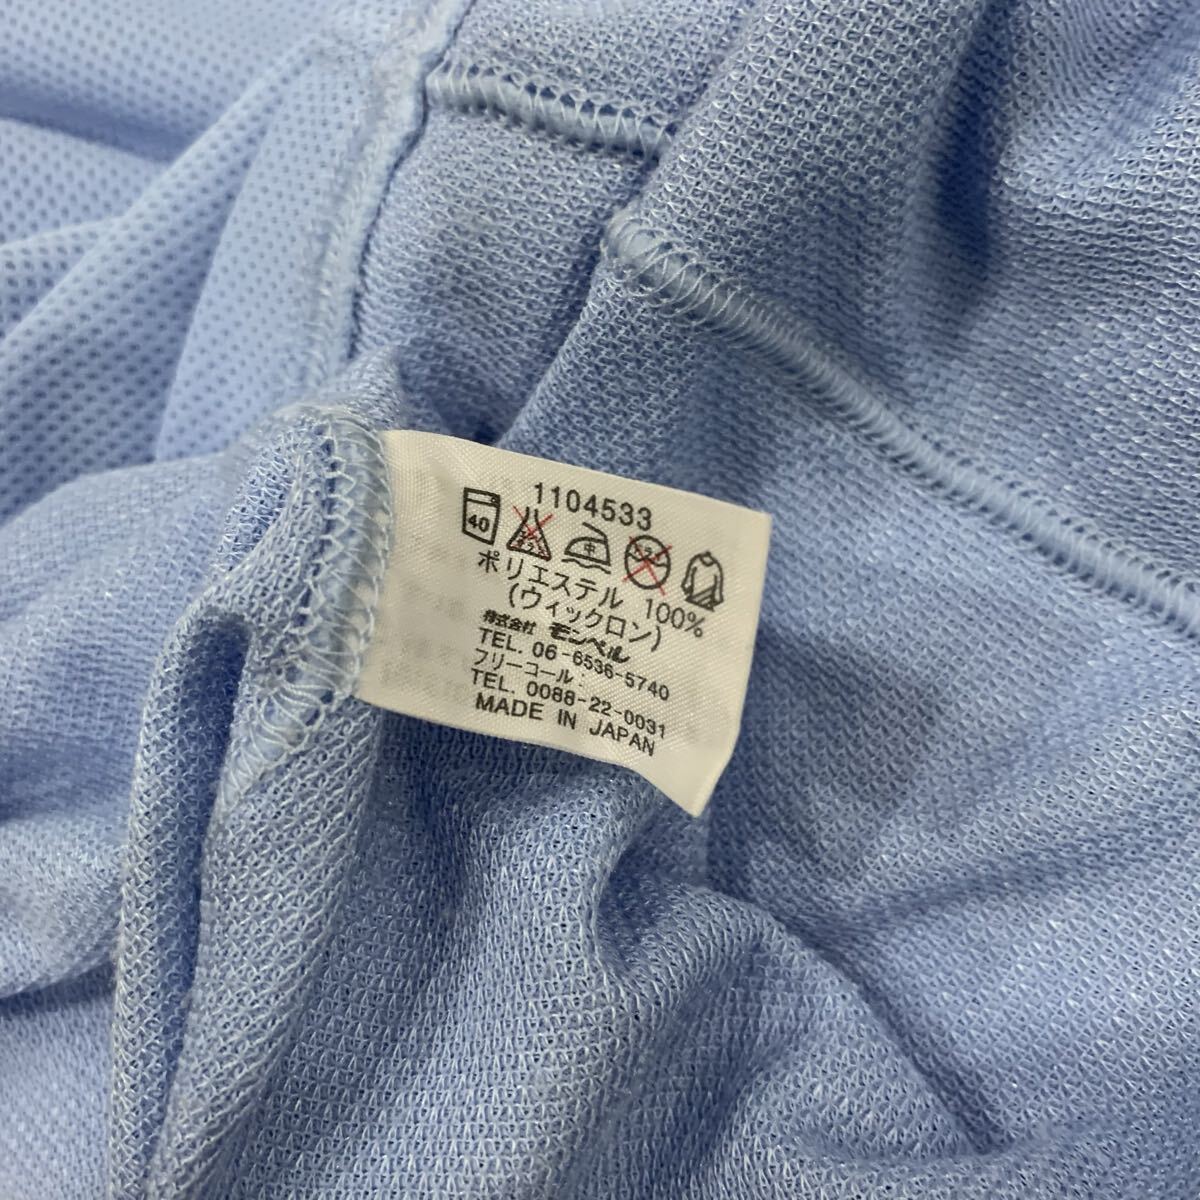 1104533
40 中
ポリエステル 100%
(ウィックロン)
株式会社 モンベル
TEL. 06-6536-5740
フリーコール:
TEL. 0088-22-0031
MADE IN JAPAN